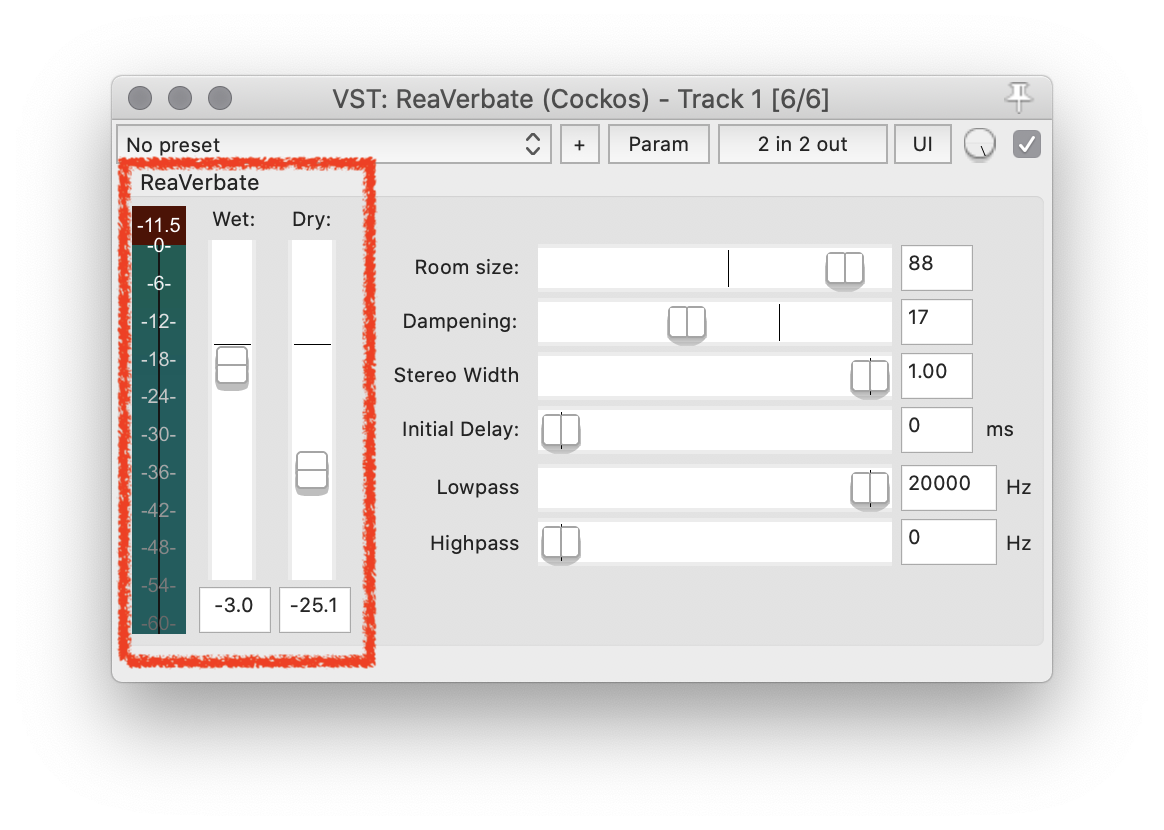 VST: ReaVerbate (Cockos) - Track 1 [6/6]
No preset + Param 2 in 2 out UI
ReaVerbate
-11.5 Wet: Dry:
-0-
-6-
-12-
-18-
-24-
-30-
-36-
-42-
-48-
-54-
-60-
-3.0 -25.1
Room size: 88
Dampening: 17
Stereo Width 1.00
Initial Delay: 0 ms
Lowpass 20000 Hz
Highpass 0 Hz